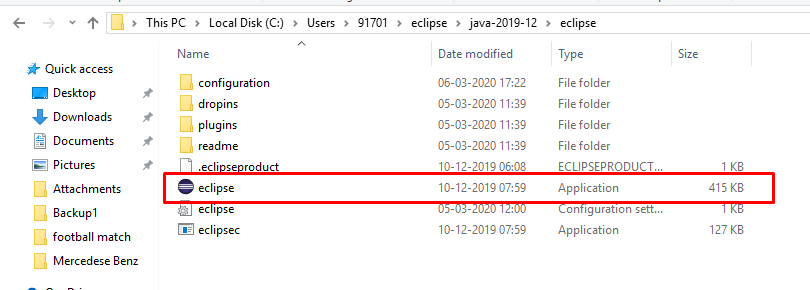 This PC > Local Disk (C:) > Users > 91701 > eclipse > java-2019-12 > eclipse
Name Date modified Type Size
Quick access
Desktop
Downloads
Documents
Pictures
Attachments
Backup1
football match
Mercedese Benz
configuration 06-03-2020 17:22 File folder
dropins 05-03-2020 11:39 File folder
plugins 05-03-2020 11:39 File folder
readme 05-03-2020 11:39 File folder
.eclipseproduct 10-12-2019 06:08 ECLIPSEPRODUCT... 1 KB
eclipse 10-12-2019 07:59 Application 415 KB
eclipse 05-03-2020 12:00 Configuration sett... 1 KB
eclipsec 10-12-2019 07:59 Application 127 KB